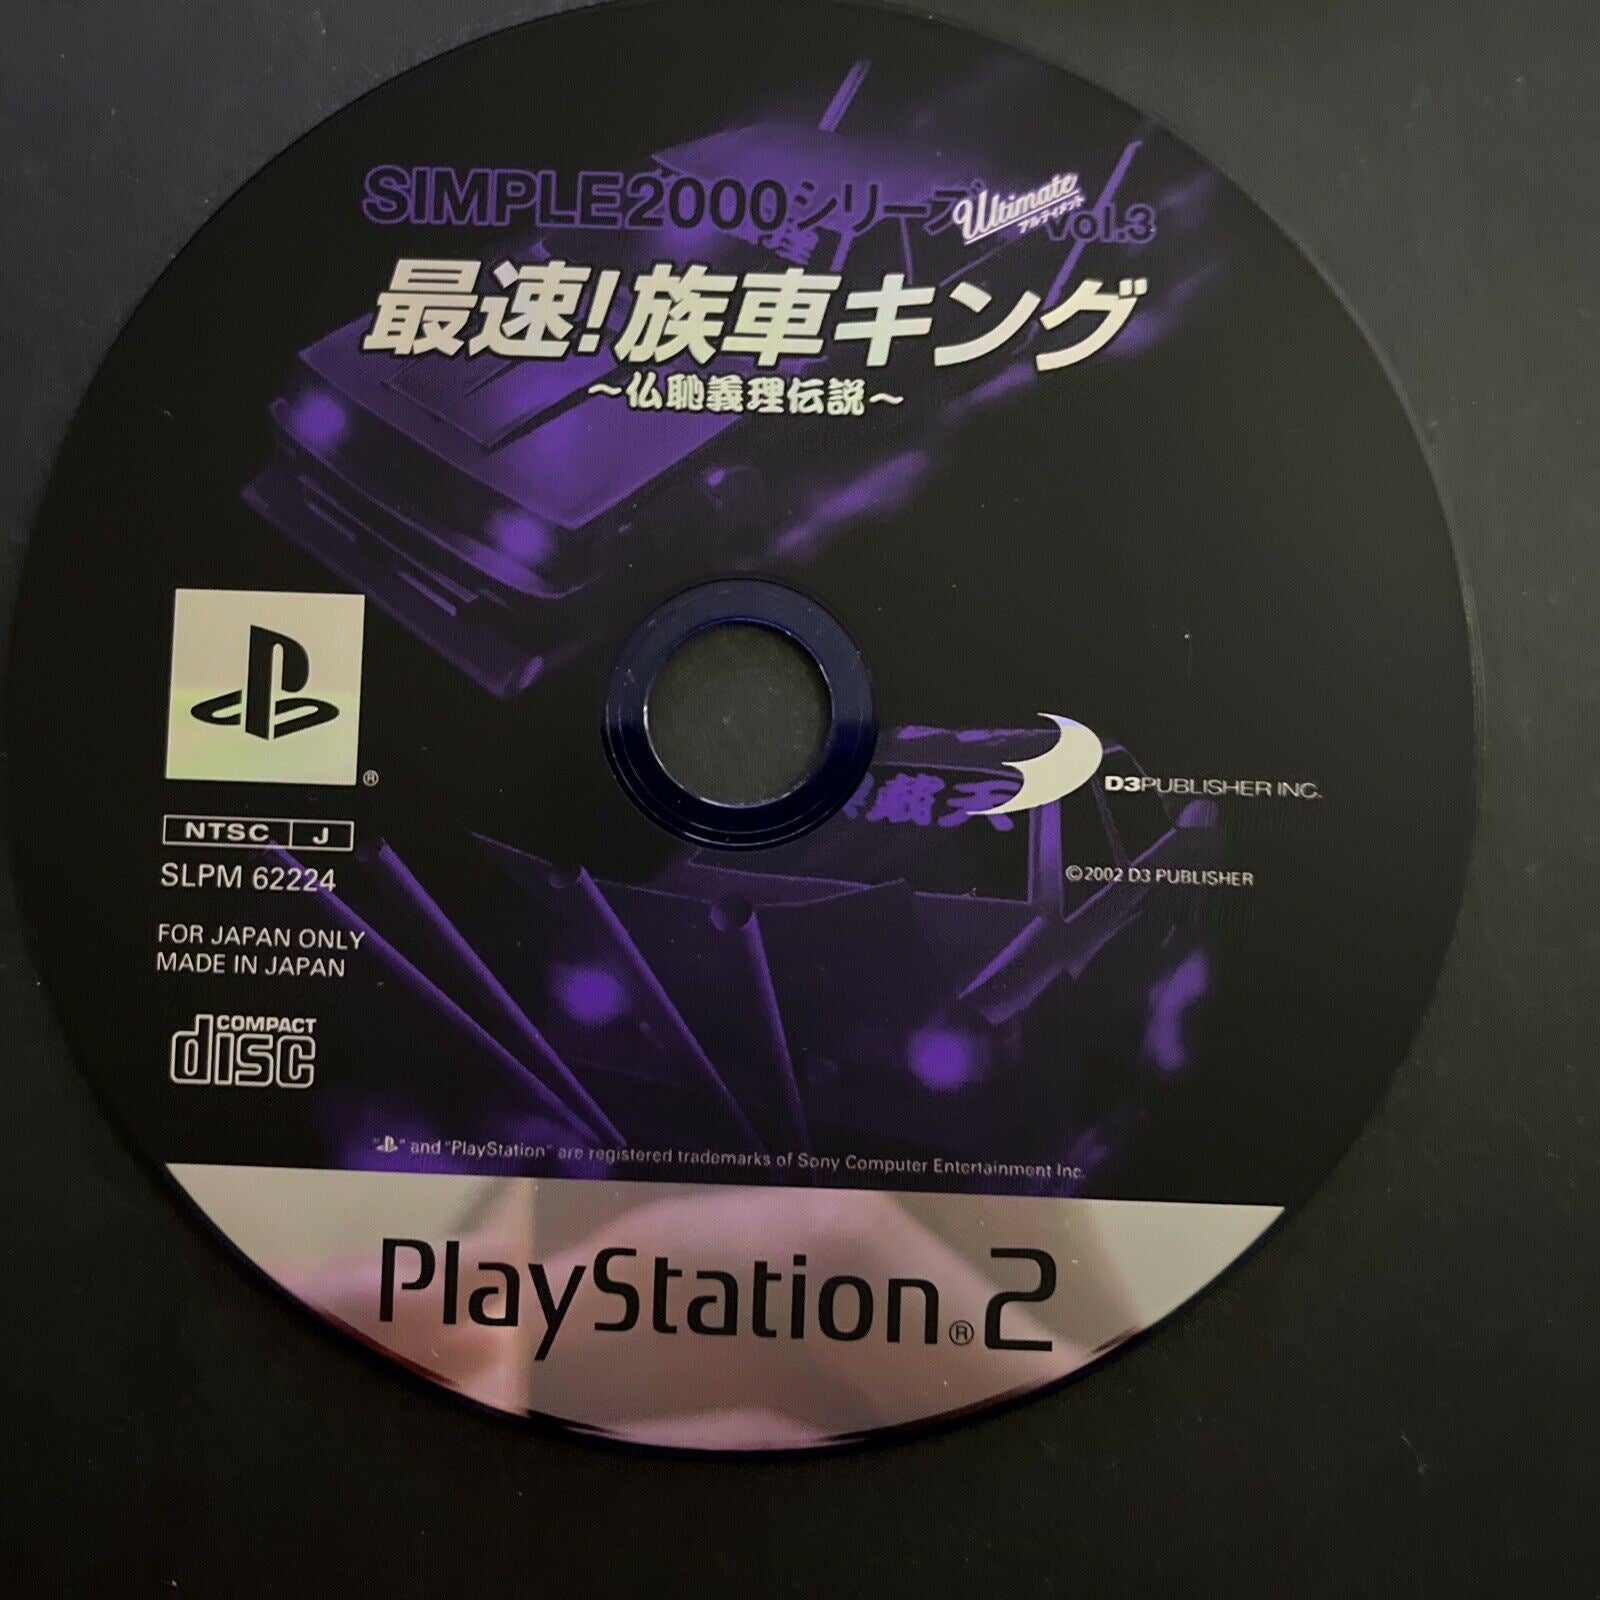 SIMPLE2000シリーズ Ultimate vol.3
アルティメット
最速!族車キング
～仏恥義理伝説～
®
D3PUBLISHER INC.
NTSC J
SLPM 62224
©2002 D3 PUBLISHER
FOR JAPAN ONLY
MADE IN JAPAN
COMPACT
disc
" " and "PlayStation" are registered trademarks of Sony Computer Entertainment Inc.
PlayStation®2